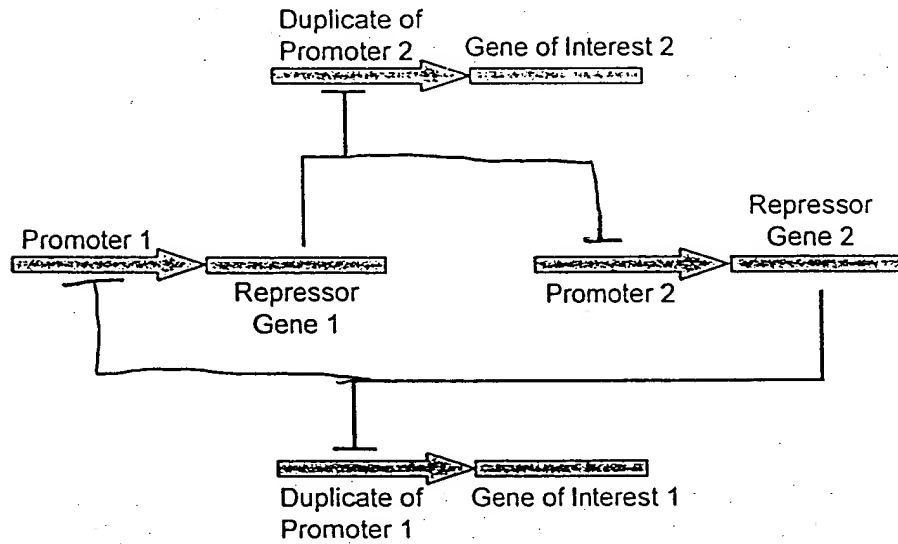 Duplicate of
Promoter 2
Gene of Interest 2
Promoter 1
Repressor
Gene 1
Repressor
Gene 2
Promoter 2
Duplicate of
Promoter 1
Gene of Interest 1